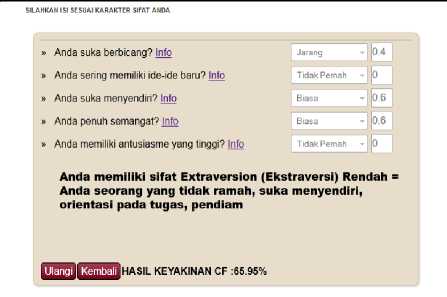 SILAHKAN ISI SESUAI KARAKTER SIFAT ANDA
» Anda suka berbicang? Info Jarang 0.4
» Anda sering memiliki ide-ide baru? Info Tidak Pernah 0
» Anda suka menyendiri? Info Biasa 0.6
» Anda penuh semangat? Info Biasa 0.6
» Anda memiliki antusiasme yang tinggi? Info Tidak Pernah 0
Anda memiliki sifat Extraversion (Ekstraversi) Rendah =
Anda seorang yang tidak ramah, suka menyendiri,
orientasi pada tugas, pendiam
Ulangi Kembali HASIL KEYAKINAN CF :65.95%